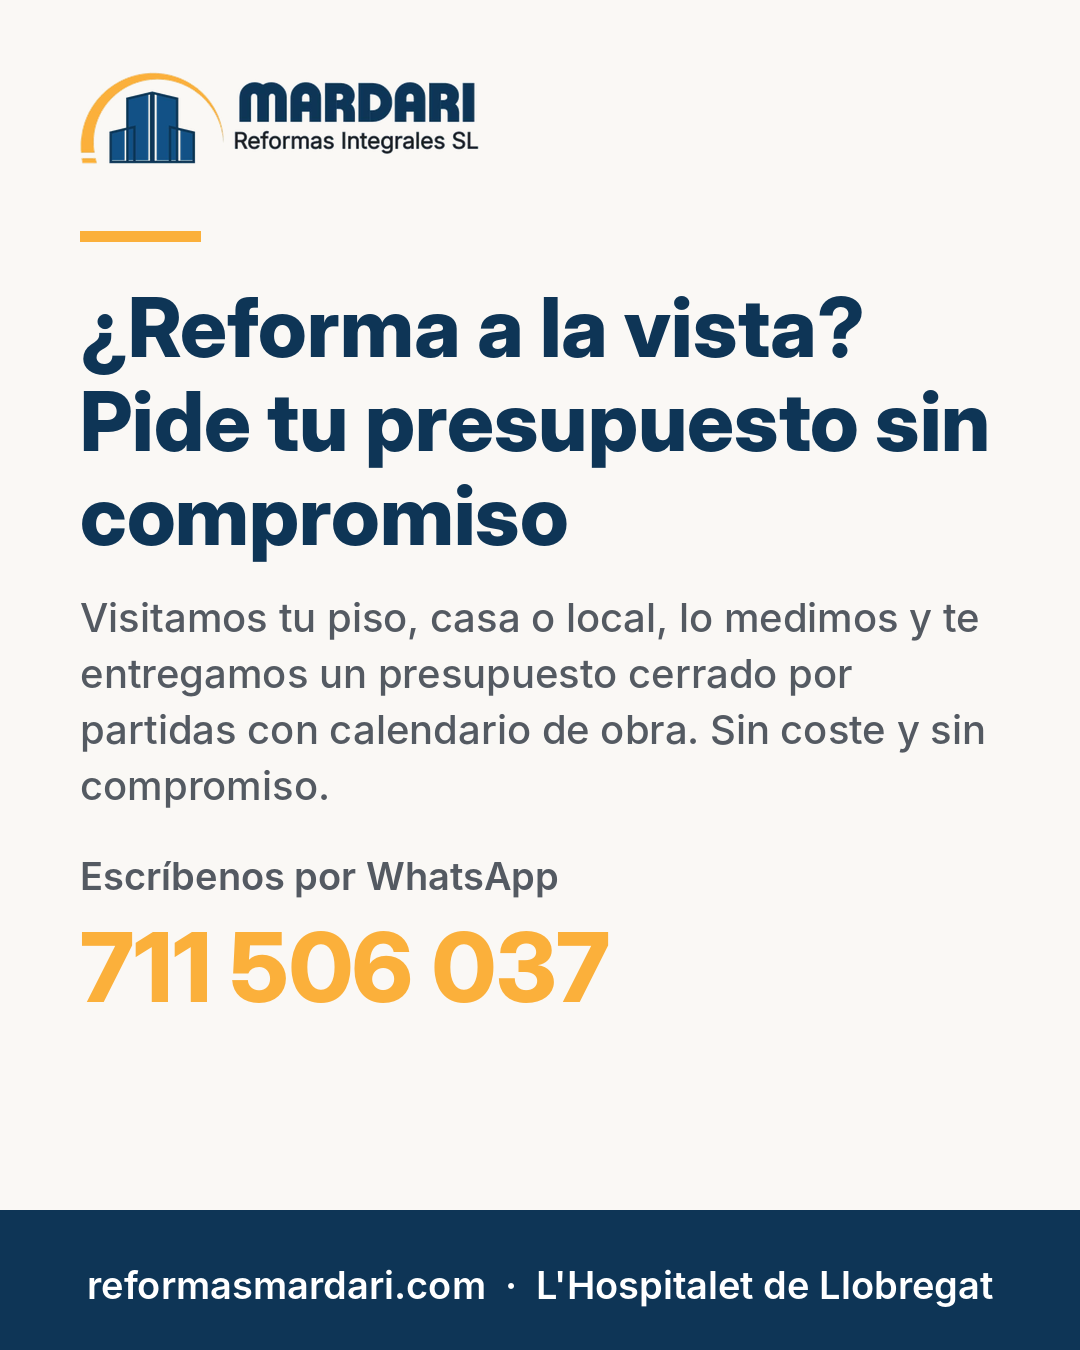 MARDARI
Reformas Integrales SL
¿Reforma a la vista?
Pide tu presupuesto sin
compromiso
Visitamos tu piso, casa o local, lo medimos y te
entregamos un presupuesto cerrado por
partidas con calendario de obra. Sin coste y sin
compromiso.
Escríbenos por WhatsApp
711 506 037
reformasmardari.com · L'Hospitalet de Llobregat